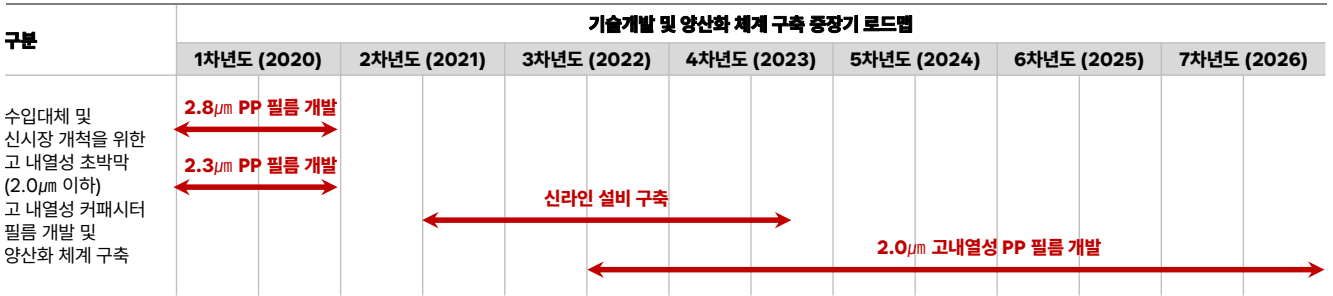 구분
기술개발 및 양산화 체계 구축 중장기 로드맵
1차년도 (2020) 2차년도 (2021) 3차년도 (2022) 4차년도 (2023) 5차년도 (2024) 6차년도 (2025) 7차년도 (2026)
수입대체 및
신시장 개척을 위한
고 내열성 초박막
(2.0㎛ 이하)
고 내열성 커패시터
필름 개발 및
양산화 체계 구축
2.8㎛ PP 필름 개발
2.3㎛ PP 필름 개발
신라인 설비 구축
2.0㎛ 고내열성 PP 필름 개발